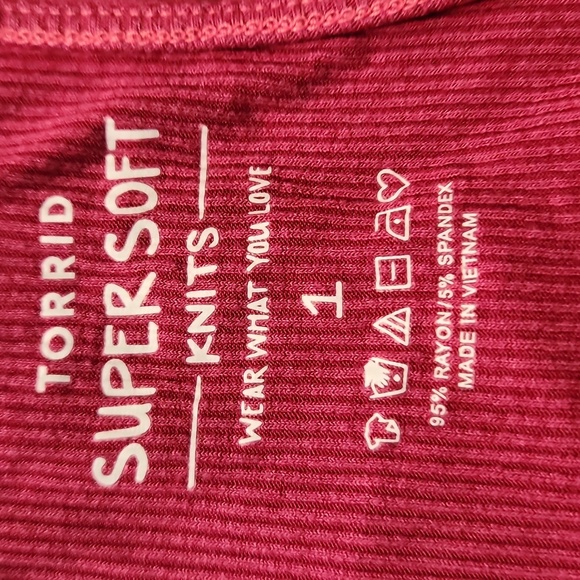 TORRID
SUPER SOFT
KNITS
WEAR WHAT YOU LOVE
1
95% RAYON/5% SPANDEX
MADE IN VIETNAM